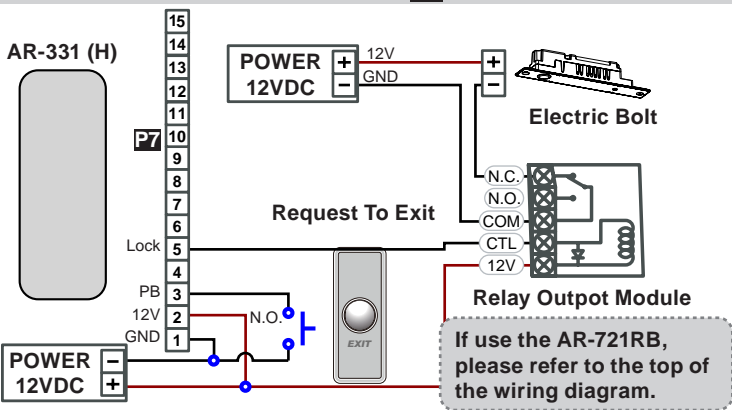 AR-331 (H)
15
14
13
12
11
10
9
8
7
6
5
4
3
2
1
P7
Lock
PB
12V
GND
POWER
12VDC
−
+
N.O.
Request To Exit
EXIT
POWER
12VDC
+
−
12V
GND
+
−
Electric Bolt
N.C.
N.O.
COM
CTL
12V
Relay Outpot Module
If use the AR-721RB,
please refer to the top of
the wiring diagram.